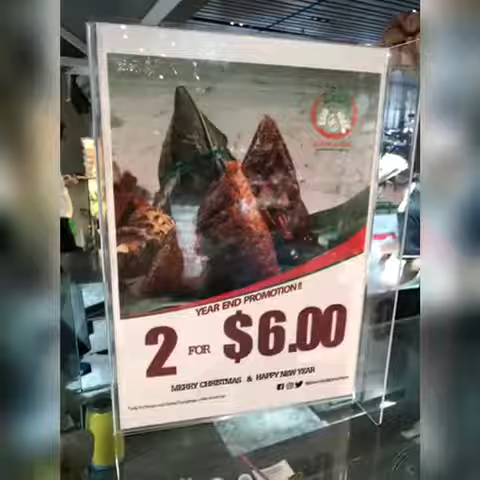 YEAR END PROMOTION!!
2 FOR $6.00
MERRY CHRISTMAS & HAPPY NEW YEAR